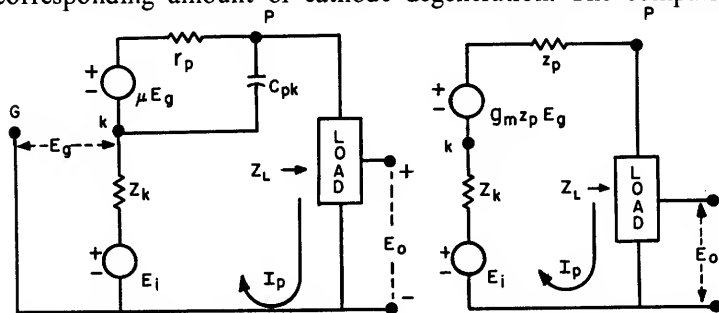 corresponding amount of cathode degeneration. The compari
P
rp
+
-
μEg
Cpk
G
k
Eg
Zk
ZL
LOAD
+
Eo
-
+
-
Ei
Ip
P
zp
+
-
gmzpEg
k
Zk
ZL
LOAD
Eo
+
-
Ei
Ip